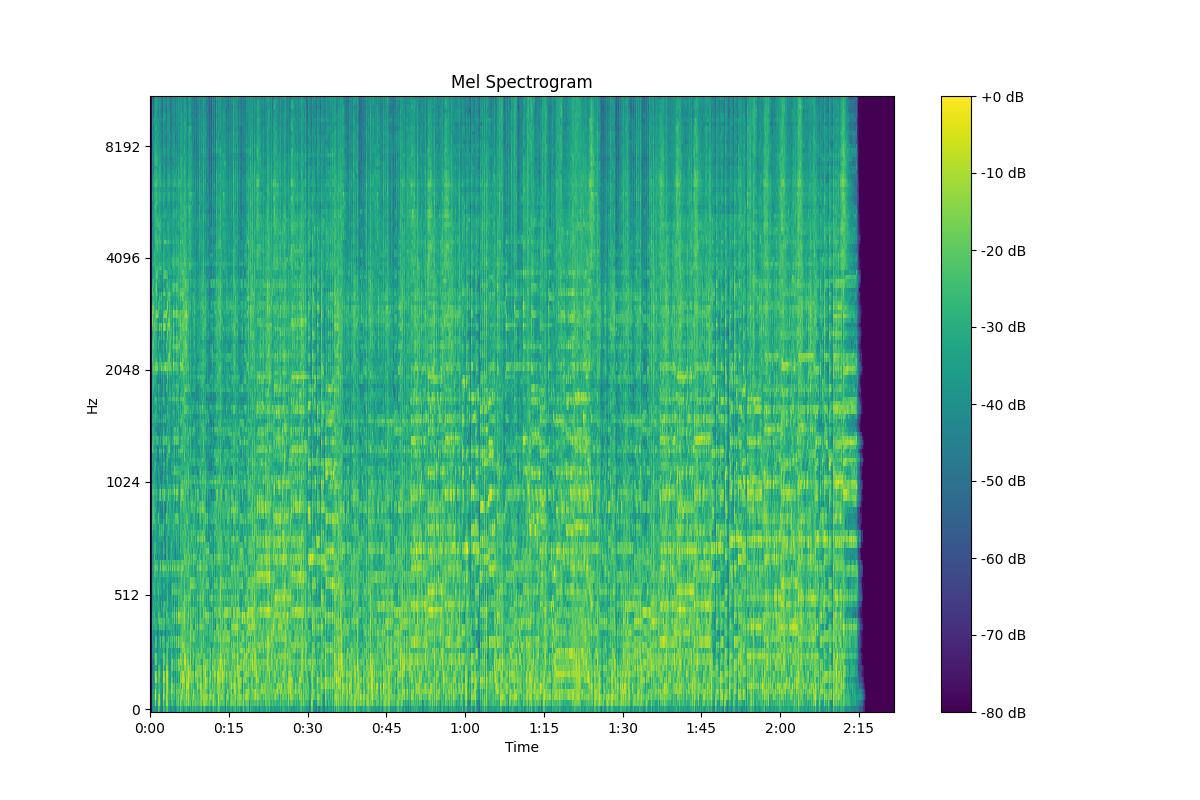 Mel Spectrogram
+0 dB
8192
-10 dB
-20 dB
4096
-30 dB
2048
-40 dB
Hz
1024
-50 dB
-60 dB
512
-70 dB
0
-80 dB
0:00 0:15 0:30 0:45 1:00 1:15 1:30 1:45 2:00 2:15
Time